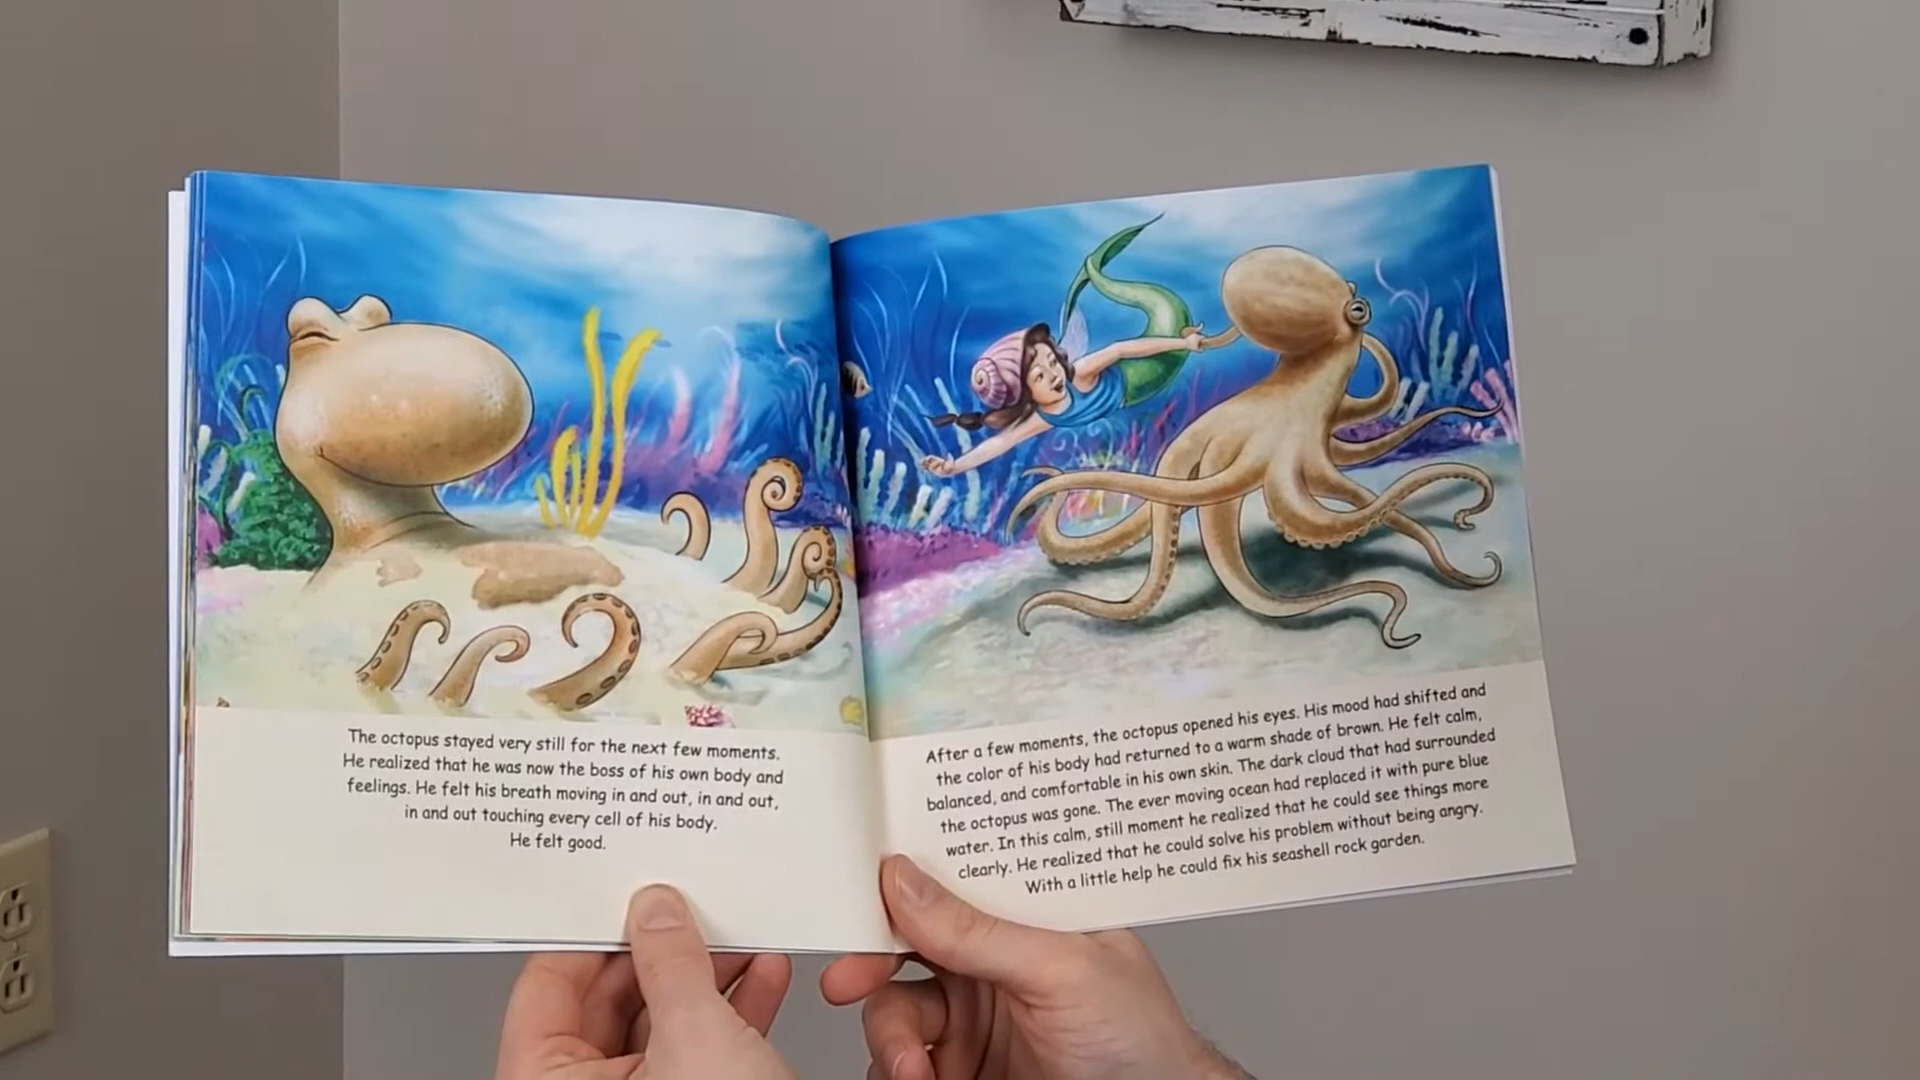 The octopus stayed very still for the next few moments.
He realized that he was now the boss of his own body and
feelings. He felt his breath moving in and out, in and out,
in and out touching every cell of his body.
He felt good.
After a few moments, the octopus opened his eyes. His mood had shifted and
the color of his body had returned to a warm shade of brown. He felt calm,
balanced, and comfortable in his own skin. The dark cloud that had surrounded
the octopus was gone. The ever moving ocean had replaced it with pure blue
water. In this calm, still moment he realized that he could see things more
clearly. He realized that he could solve his problem without being angry.
With a little help he could fix his seashell rock garden.